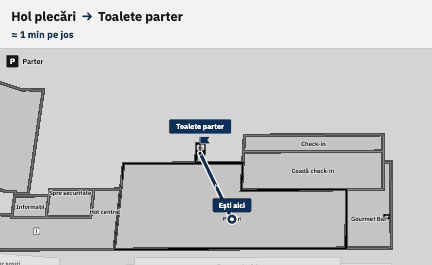 Hol plecări → Toalete parter
≈ 1 min pe jos
P Parter
Toalete parter
Check-in
Coadă check-in
Spre securitate
Informații
Hol central
Ești aici
Gourmet Bar
i